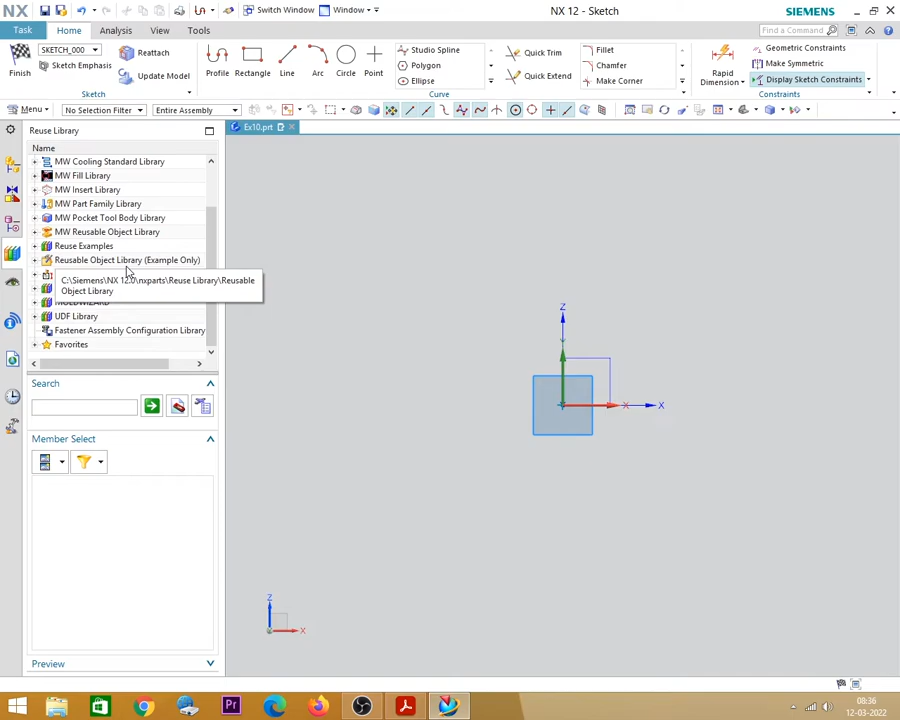 NX
Switch Window
Window
NX 12 - Sketch
SIEMENS
Task
Home
Analysis
View
Tools
Find a Command
Finish
SKETCH_000
Sketch Emphasis
Reattach
Update Model
Profile
Rectangle
Line
Arc
Circle
Point
Studio Spline
Polygon
Ellipse
Quick Trim
Quick Extend
Fillet
Chamfer
Make Corner
Rapid
Dimension
Geometric Constraints
Make Symmetric
Display Sketch Constraints
Sketch
Curve
Constraints
Menu
No Selection Filter
Entire Assembly
Reuse Library
Ex10.prt
Name
MW Cooling Standard Library
MW Fill Library
MW Insert Library
MW Part Family Library
MW Pocket Tool Body Library
MW Reusable Object Library
Reuse Examples
Reusable Object Library (Example Only)
C:\Siemens\NX 12.0\nxparts\Reuse Library\Reusable
Object Library
UDF Library
Fastener Assembly Configuration Library
Favorites
Search
Member Select
Preview
Z
X
X
Z
X
Pr
08:36
12-03-2022